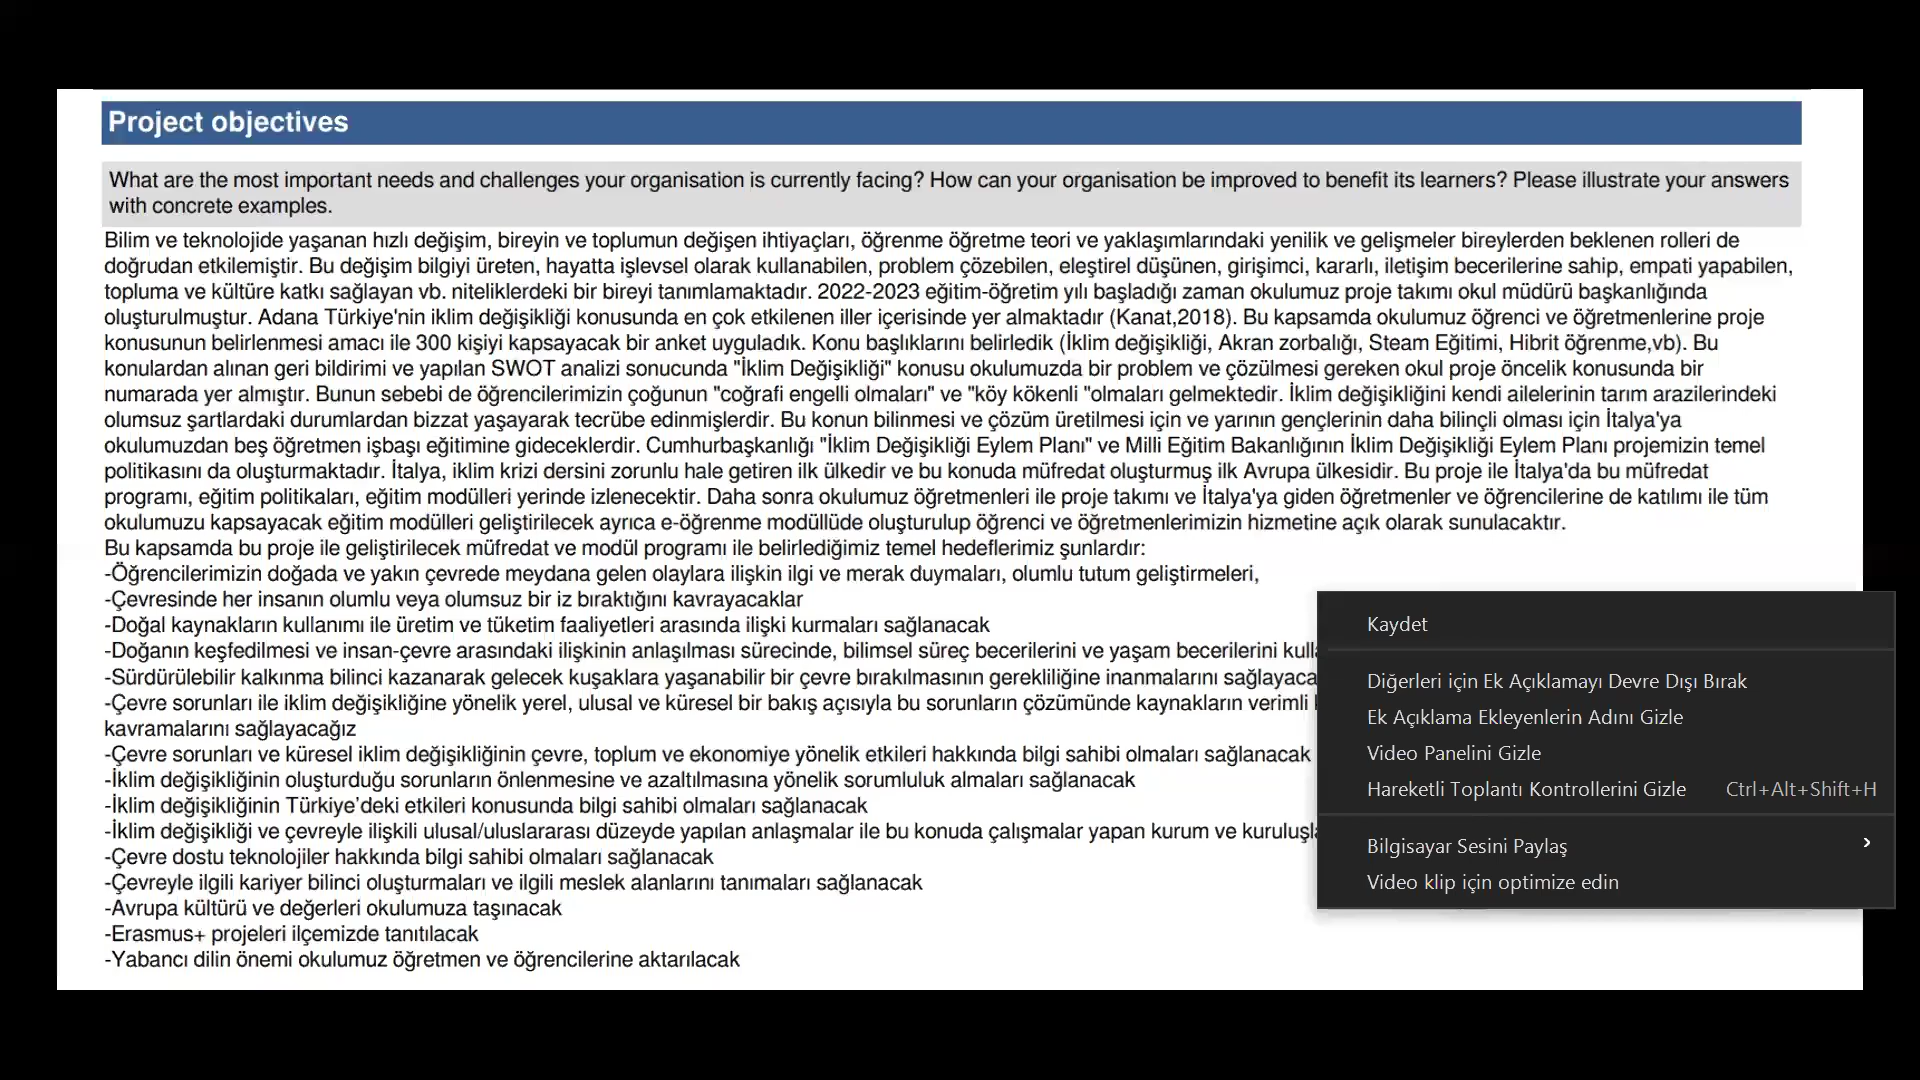 Project objectives
What are the most important needs and challenges your organisation is currently facing? How can your organisation be improved to benefit its learners? Please illustrate your answers
with concrete examples.
Bilim ve teknolojide yaşanan hızlı değişim, bireyin ve toplumun değişen ihtiyaçları, öğrenme öğretme teori ve yaklaşımlarındaki yenilik ve gelişmeler bireylerden beklenen rolleri de
doğrudan etkilemiştir. Bu değişim bilgiyi üreten, hayatta işlevsel olarak kullanabilen, problem çözebilen, eleştirel düşünen, girişimci, kararlı, iletişim becerilerine sahip, empati yapabilen,
topluma ve kültüre katkı sağlayan vb. niteliklerdeki bir bireyi tanımlamaktadır. 2022-2023 eğitim-öğretim yılı başladığı zaman okulumuz proje takımı okul müdürü başkanlığında
oluşturulmuştur. Adana Türkiye'nin iklim değişikliği konusunda en çok etkilenen iller içerisinde yer almaktadır (Kanat,2018). Bu kapsamda okulumuz öğrenci ve öğretmenlerine proje
konusunun belirlenmesi amacı ile 300 kişiyi kapsayacak bir anket uyguladık. Konu başlıklarını belirledik (İklim değişikliği, Akran zorbalığı, Steam Eğitimi, Hibrit öğrenme,vb). Bu
konulardan alınan geri bildirimi ve yapılan SWOT analizi sonucunda "İklim Değişikliği" konusu okulumuzda bir problem ve çözülmesi gereken okul proje öncelik konusunda bir
numarada yer almıştır. Bunun sebebi de öğrencilerimizin çoğunun "coğrafi engelli olmaları" ve "köy kökenli "olmaları gelmektedir. İklim değişikliğini kendi ailelerinin tarım arazilerindeki
olumsuz şartlardaki durumlardan bizzat yaşayarak tecrübe edinmişlerdir. Bu konun bilinmesi ve çözüm üretilmesi için ve yarının gençlerinin daha bilinçli olması için İtalya'ya
okulumuzdan beş öğretmen işbaşı eğitimine gideceklerdir. Cumhurbaşkanlığı "İklim Değişikliği Eylem Planı" ve Milli Eğitim Bakanlığının İklim Değişikliği Eylem Planı projemizin temel
politikasını da oluşturmaktadır. İtalya, iklim krizi dersini zorunlu hale getiren ilk ülkedir ve bu konuda müfredat oluşturmuş ilk Avrupa ülkesidir. Bu proje ile İtalya'da bu müfredat
programı, eğitim politikaları, eğitim modülleri yerinde izlenecektir. Daha sonra okulumuz öğretmenleri ile proje takımı ve İtalya'ya giden öğretmenler ve öğrencilerine de katılımı ile tüm
okulumuzu kapsayacak eğitim modülleri geliştirilecek ayrıca e-öğrenme modüllüde oluşturulup öğrenci ve öğretmenlerimizin hizmetine açık olarak sunulacaktır.
Bu kapsamda bu proje ile geliştirilecek müfredat ve modül programı ile belirlediğimiz temel hedeflerimiz şunlardır:
-Öğrencilerimizin doğada ve yakın çevrede meydana gelen olaylara ilişkin ilgi ve merak duymaları, olumlu tutum geliştirmeleri,
-Çevresinde her insanın olumlu veya olumsuz bir iz bıraktığını kavrayacaklar
-Doğal kaynakların kullanımı ile üretim ve tüketim faaliyetleri arasında ilişki kurmaları sağlanacak
-Doğanın keşfedilmesi ve insan-çevre arasındaki ilişkinin anlaşılması sürecinde, bilimsel süreç becerilerini ve yaşam becerilerini
-Sürdürülebilir kalkınma bilinci kazanarak gelecek kuşaklara yaşanabilir bir çevre bırakılmasının gerekliliğine inanmalarını
-Çevre sorunları ile iklim değişikliğine yönelik yerel, ulusal ve küresel bir bakış açısıyla bu sorunların çözümünde kaynakların verimli
kavramalarını sağlayacağız
-Çevre sorunları ve küresel iklim değişikliğinin çevre, toplum ve ekonomiye yönelik etkileri hakkında bilgi sahibi olmaları sağlanacak
-İklim değişikliğinin oluşturduğu sorunların önlenmesine ve azaltılmasına yönelik sorumluluk almaları sağlanacak
-İklim değişikliğinin Türkiye'deki etkileri konusunda bilgi sahibi olmaları sağlanacak
-İklim değişikliği ve çevreyle ilişkili ulusal/uluslararası düzeyde yapılan anlaşmalar ile bu konuda çalışmalar yapan kurum ve
-Çevre dostu teknolojiler hakkında bilgi sahibi olmaları sağlanacak
-Çevreyle ilgili kariyer bilinci oluşturmaları ve ilgili meslek alanlarını tanımaları sağlanacak
-Avrupa kültürü ve değerleri okulumuza taşınacak
-Erasmus+ projeleri ilçemizde tanıtılacak
-Yabancı dilin önemi okulumuz öğretmen ve öğrencilerine aktarılacak
Kaydet
Diğerleri için Ek Açıklamayı Devre Dışı Bırak
Ek Açıklama Ekleyenlerin Adını Gizle
Video Panelini Gizle
Hareketli Toplantı Kontrollerini Gizle Ctrl+Alt+Shift+H
Bilgisayar Sesini Paylaş
Video klip için optimize edin